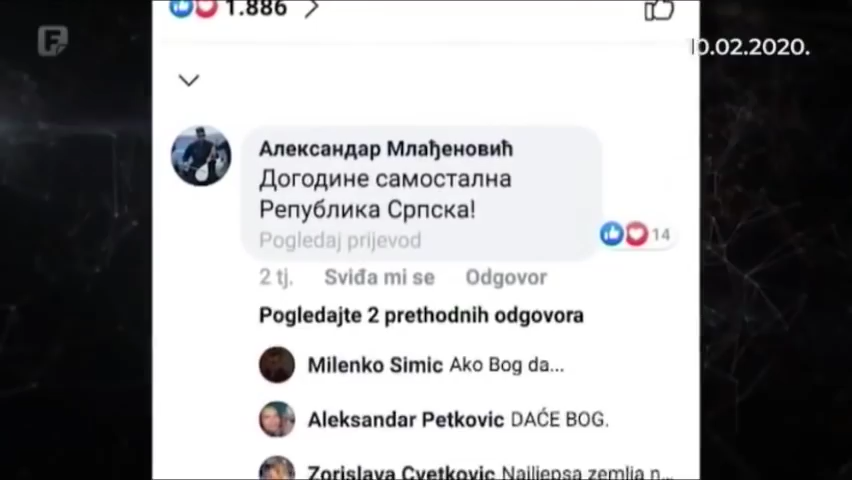 1.886
F
10.02.2020.
Александар Млађеновић
Догодине самостална
Република Српска!
Pogledaj prijevod
14
2 tj. Sviđa mi se Odgovor
Pogledajte 2 prethodnih odgovora
Milenko Simic Ako Bog da...
Aleksandar Petkovic DAĆE BOG.
Zorislava Cvetkovic Najljepsa zemlja n...